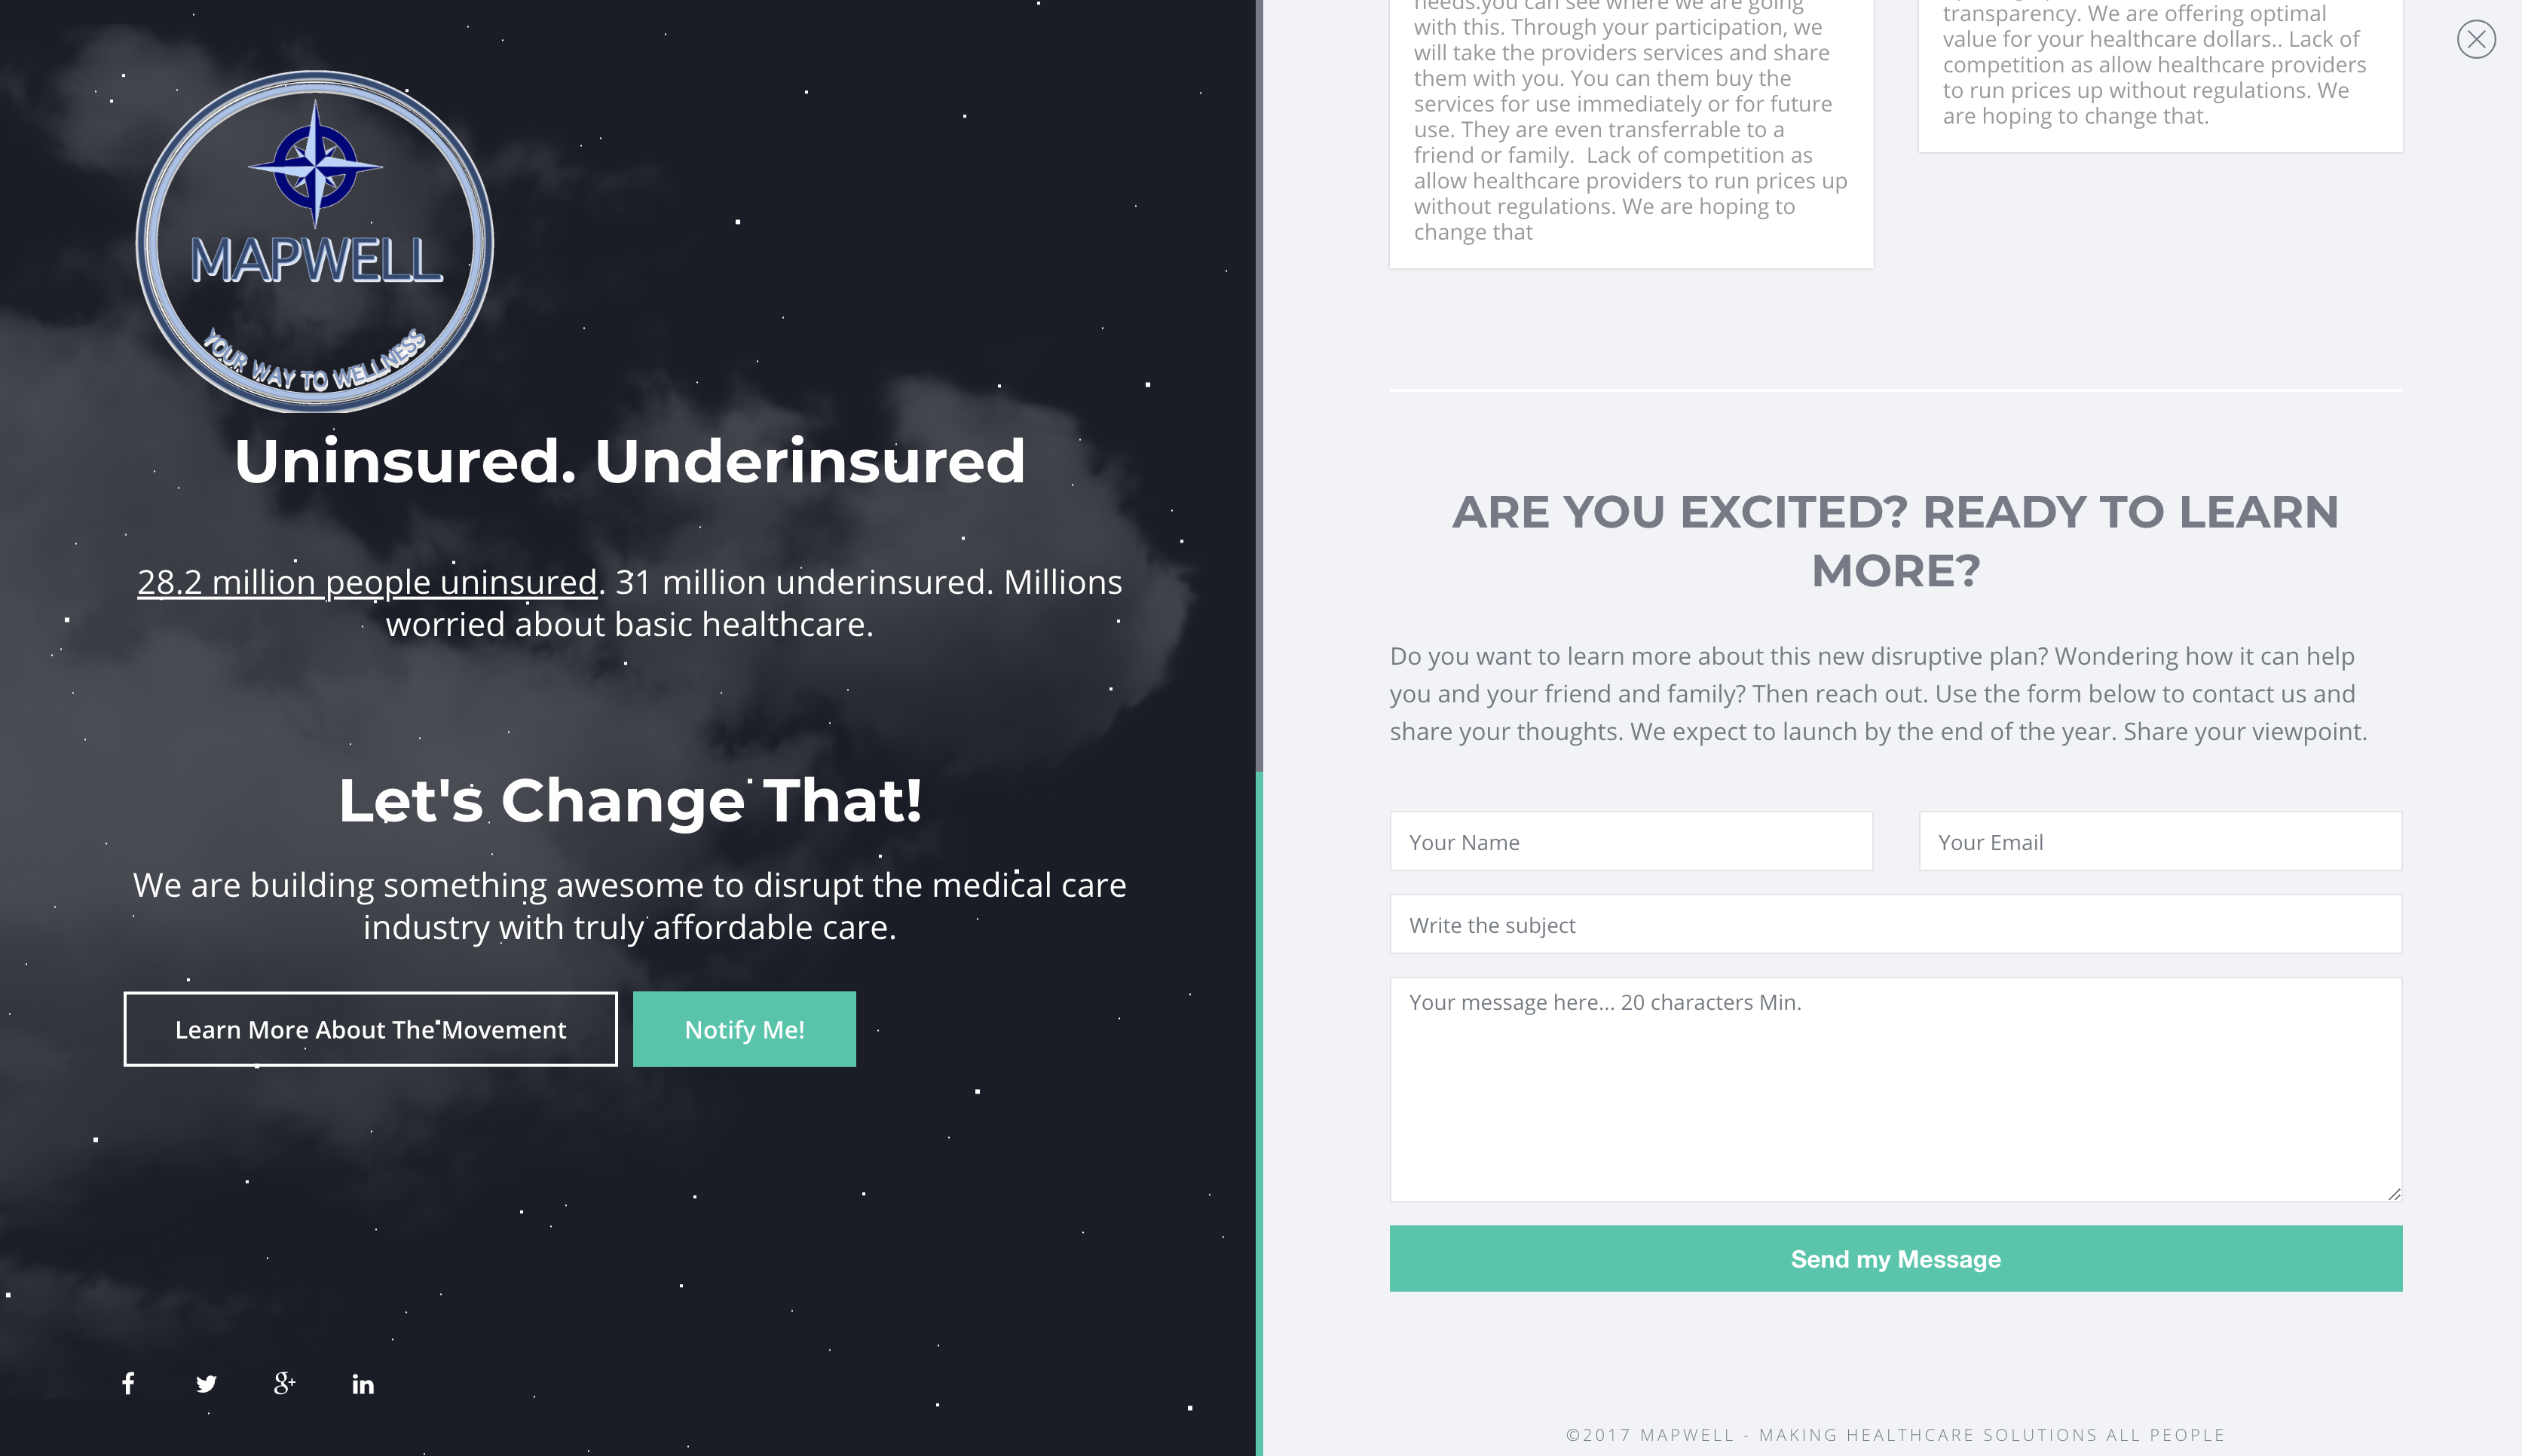 MAPWELL
YOUR WAY TO WELLNESS
Uninsured. Underinsured
28.2 million people uninsured. 31 million underinsured. Millions
worried about basic healthcare.
Let's Change That!
We are building something awesome to disrupt the medical care
industry with truly affordable care.
Learn More About The Movement
Notify Me!
needs.you can see where we are going
with this. Through your participation, we
will take the providers services and share
them with you. You can them buy the
services for use immediately or for future
use. They are even transferrable to a
friend or family.  Lack of competition as
allow healthcare providers to run prices up
without regulations. We are hoping to
change that
transparency. We are offering optimal
value for your healthcare dollars.. Lack of
competition as allow healthcare providers
to run prices up without regulations. We
are hoping to change that.
ARE YOU EXCITED? READY TO LEARN
MORE?
Do you want to learn more about this new disruptive plan? Wondering how it can help
you and your friend and family? Then reach out. Use the form below to contact us and
share your thoughts. We expect to launch by the end of the year. Share your viewpoint.
Your Name
Your Email
Write the subject
Your message here... 20 characters Min.
Send my Message
©2017 MAPWELL - MAKING HEALTHCARE SOLUTIONS ALL PEOPLE